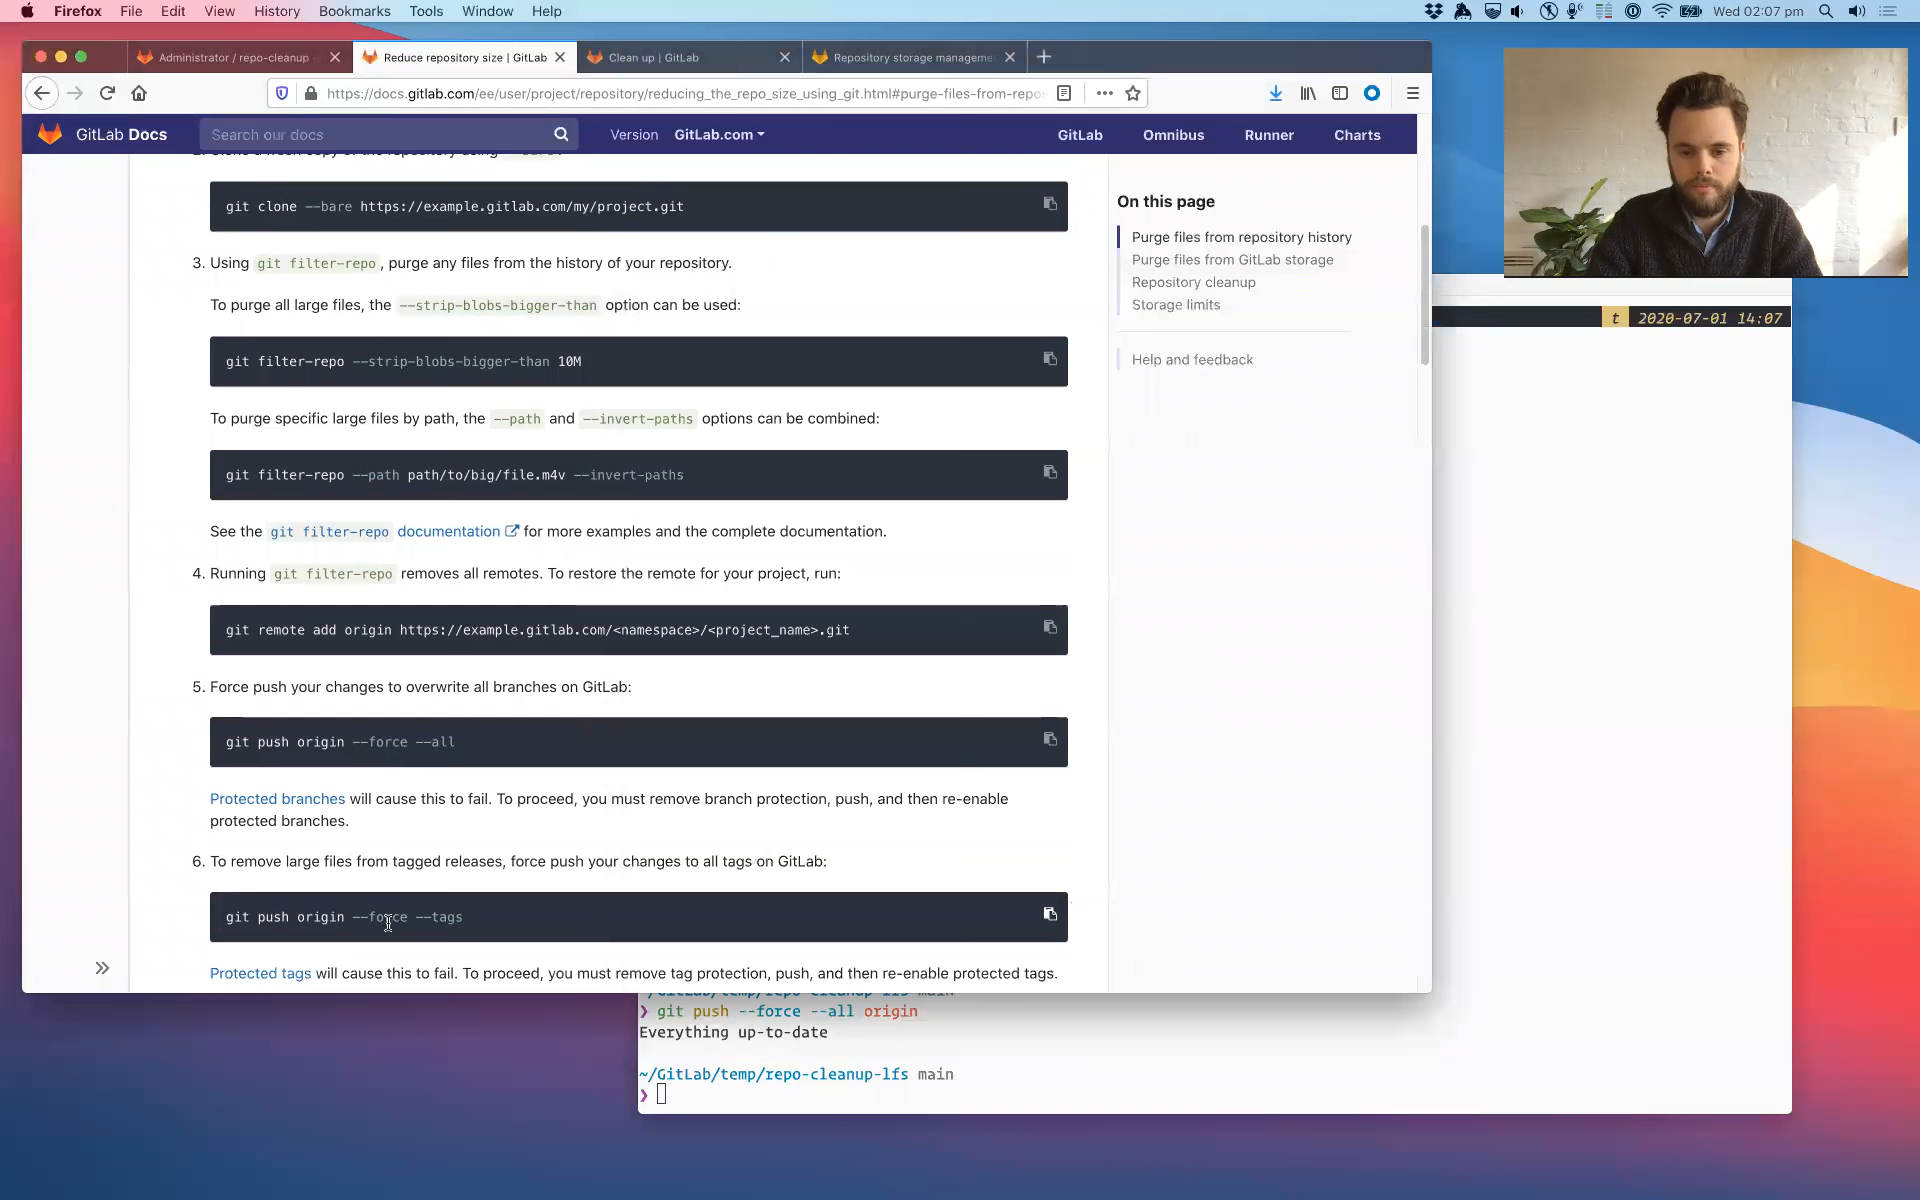 Firefox File Edit View History Bookmarks Tools Window Help Wed 02:07 pm
Administrator / repo-cleanup
Reduce repository size | GitLab
Clean up | GitLab
Repository storage manageme
https://docs.gitlab.com/ee/user/project/repository/reducing_the_repo_size_using_git.html#purge-files-from-repo
GitLab Docs Search our docs Version GitLab.com GitLab Omnibus Runner Charts
git clone --bare https://example.gitlab.com/my/project.git
3. Using git filter-repo, purge any files from the history of your repository.
To purge all large files, the --strip-blobs-bigger-than option can be used:
git filter-repo --strip-blobs-bigger-than 10M
To purge specific large files by path, the --path and --invert-paths options can be combined:
git filter-repo --path path/to/big/file.m4v --invert-paths
See the git filter-repo documentation for more examples and the complete documentation.
4. Running git filter-repo removes all remotes. To restore the remote for your project, run:
git remote add origin https://example.gitlab.com/<namespace>/<project_name>.git
5. Force push your changes to overwrite all branches on GitLab:
git push origin --force --all
Protected branches will cause this to fail. To proceed, you must remove branch protection, push, and then re-enable
protected branches.
6. To remove large files from tagged releases, force push your changes to all tags on GitLab:
git push origin --force --tags
Protected tags will cause this to fail. To proceed, you must remove tag protection, push, and then re-enable protected tags.
On this page
Purge files from repository history
Purge files from GitLab storage
Repository cleanup
Storage limits
Help and feedback
t 2020-07-01 14:07
❯ git push --force --all origin
Everything up-to-date
~/GitLab/temp/repo-cleanup-lfs main
❯